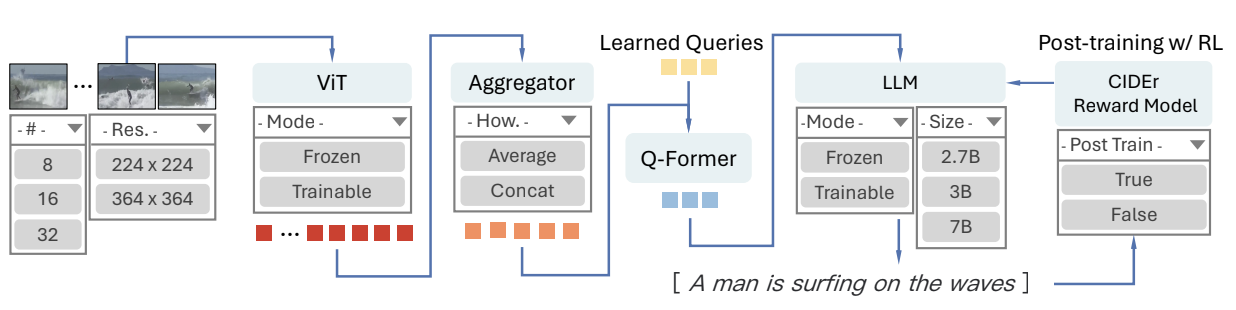 Learned Queries
Post-training w/ RL
ViT
Aggregator
LLM
CIDEr
Reward Model
...
- # -
- Res. -
8
224 x 224
16
364 x 364
32
- Mode -
Frozen
Trainable
...
- How. -
Average
Concat
Q-Former
-Mode -
- Size -
Frozen
2.7B
Trainable
3B
7B
- Post Train -
True
False
[ A man is surfing on the waves ]